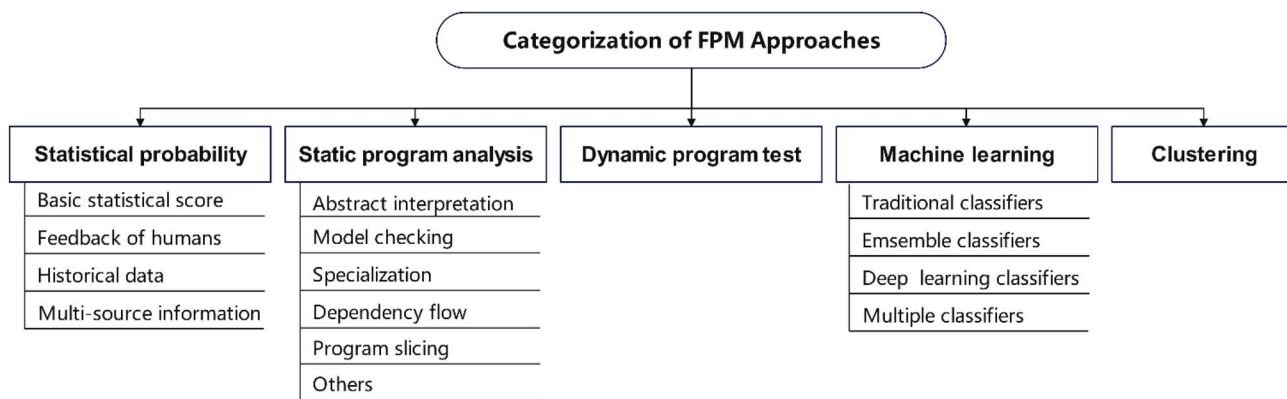 Categorization of FPM Approaches
Statistical probability
Basic statistical score
Feedback of humans
Historical data
Multi-source information
Static program analysis
Abstract interpretation
Model checking
Specialization
Dependency flow
Program slicing
Others
Dynamic program test
Machine learning
Traditional classifiers
Emsemble classifiers
Deep learning classifiers
Multiple classifiers
Clustering